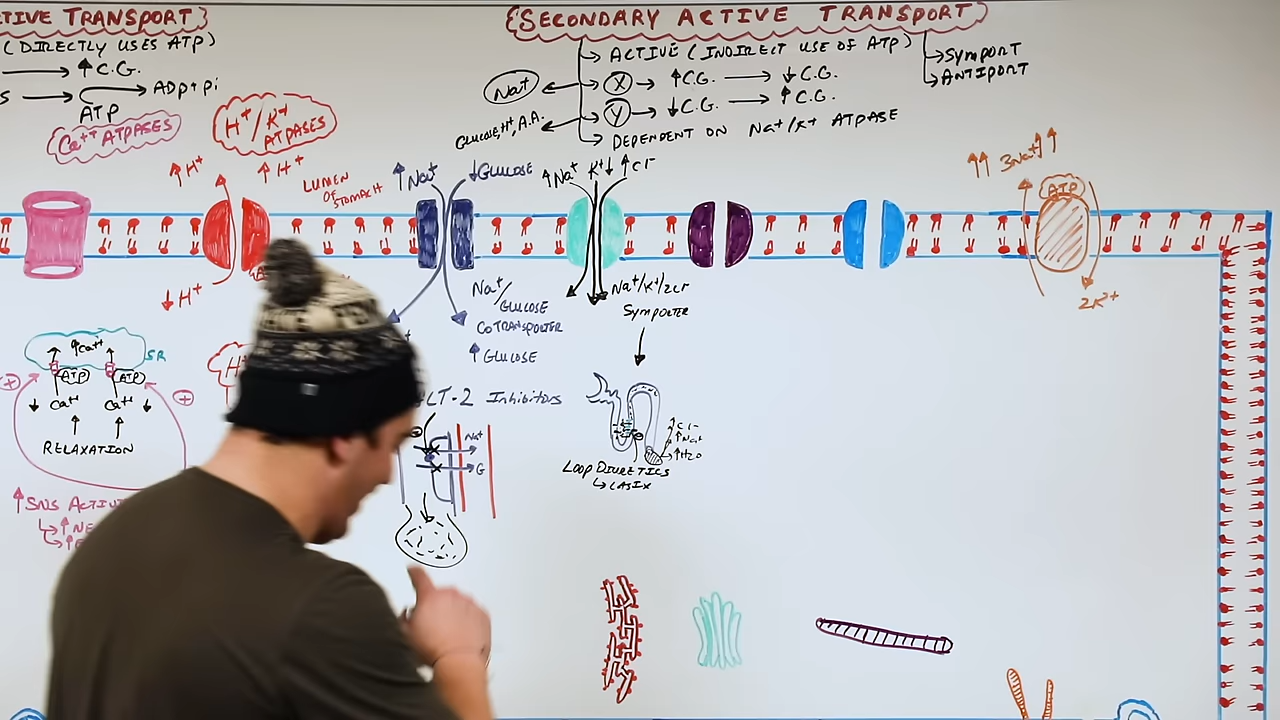 TIVE TRANSPORT)
(DIRECTLY USES ATP)
↑C.G.
S → ADP+Pi
ATP
Ca++ ATPASES
H+/K+
ATPASES
{SECONDARY ACTIVE TRANSPORT}
→ ACTIVE (INDIRECT USE OF ATP)
→ SYMPORT
→ ANTIPORT
Na+ ← → X → ↑C.G. → ↓C.G.
Glucose, H+, A.A. ← → Y → ↓C.G. → ↑C.G.
→ DEPENDENT ON Na+/K+ ATPASE
↑H+
↑H+
LUMEN
OF
STOMACH
↑Na+
↓GLUCOSE
↑Na+ K+↓ ↑Cl-
↑↑ 3Na+↑↑
ATP
↓H+
Na+/
GLUCOSE
COTRANSPORTER
↑ GLUCOSE
Na+/K+/2Cl-
SYMPORTER
2K+
↑Ca++
SR
ATP
ATP
↓ Ca++ Ca++ ↓
+
RELAXATION
LT-2 Inhibitors
Na+
G
↑Cl-
↑Na+
↑H2O
LOOP DIURETICS
↳ LASIX
↑SNS ACTIV
↳ ↑NE